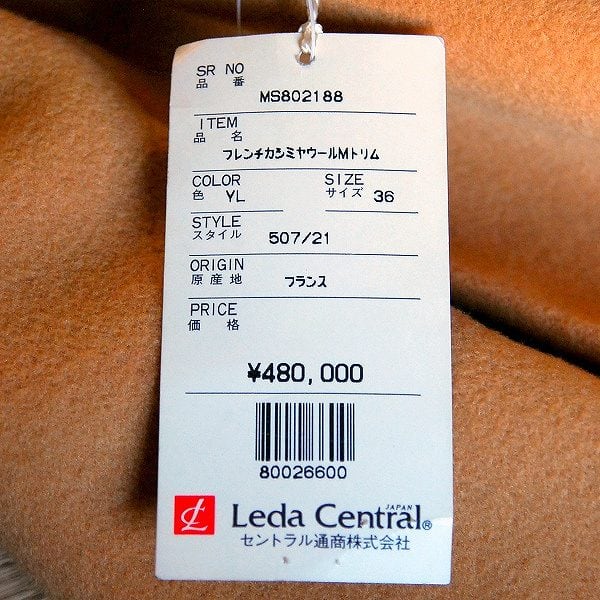 SR NO
品番
MS802188
ITEM
品名
フレンチカシミヤウールMトリム
COLOR
色 YL
SIZE
サイズ 36
STYLE
スタイル
507/21
ORIGIN
原産地
フランス
PRICE
価格
¥480,000
80026600
JAPAN
Leda Central®
セントラル通商株式会社